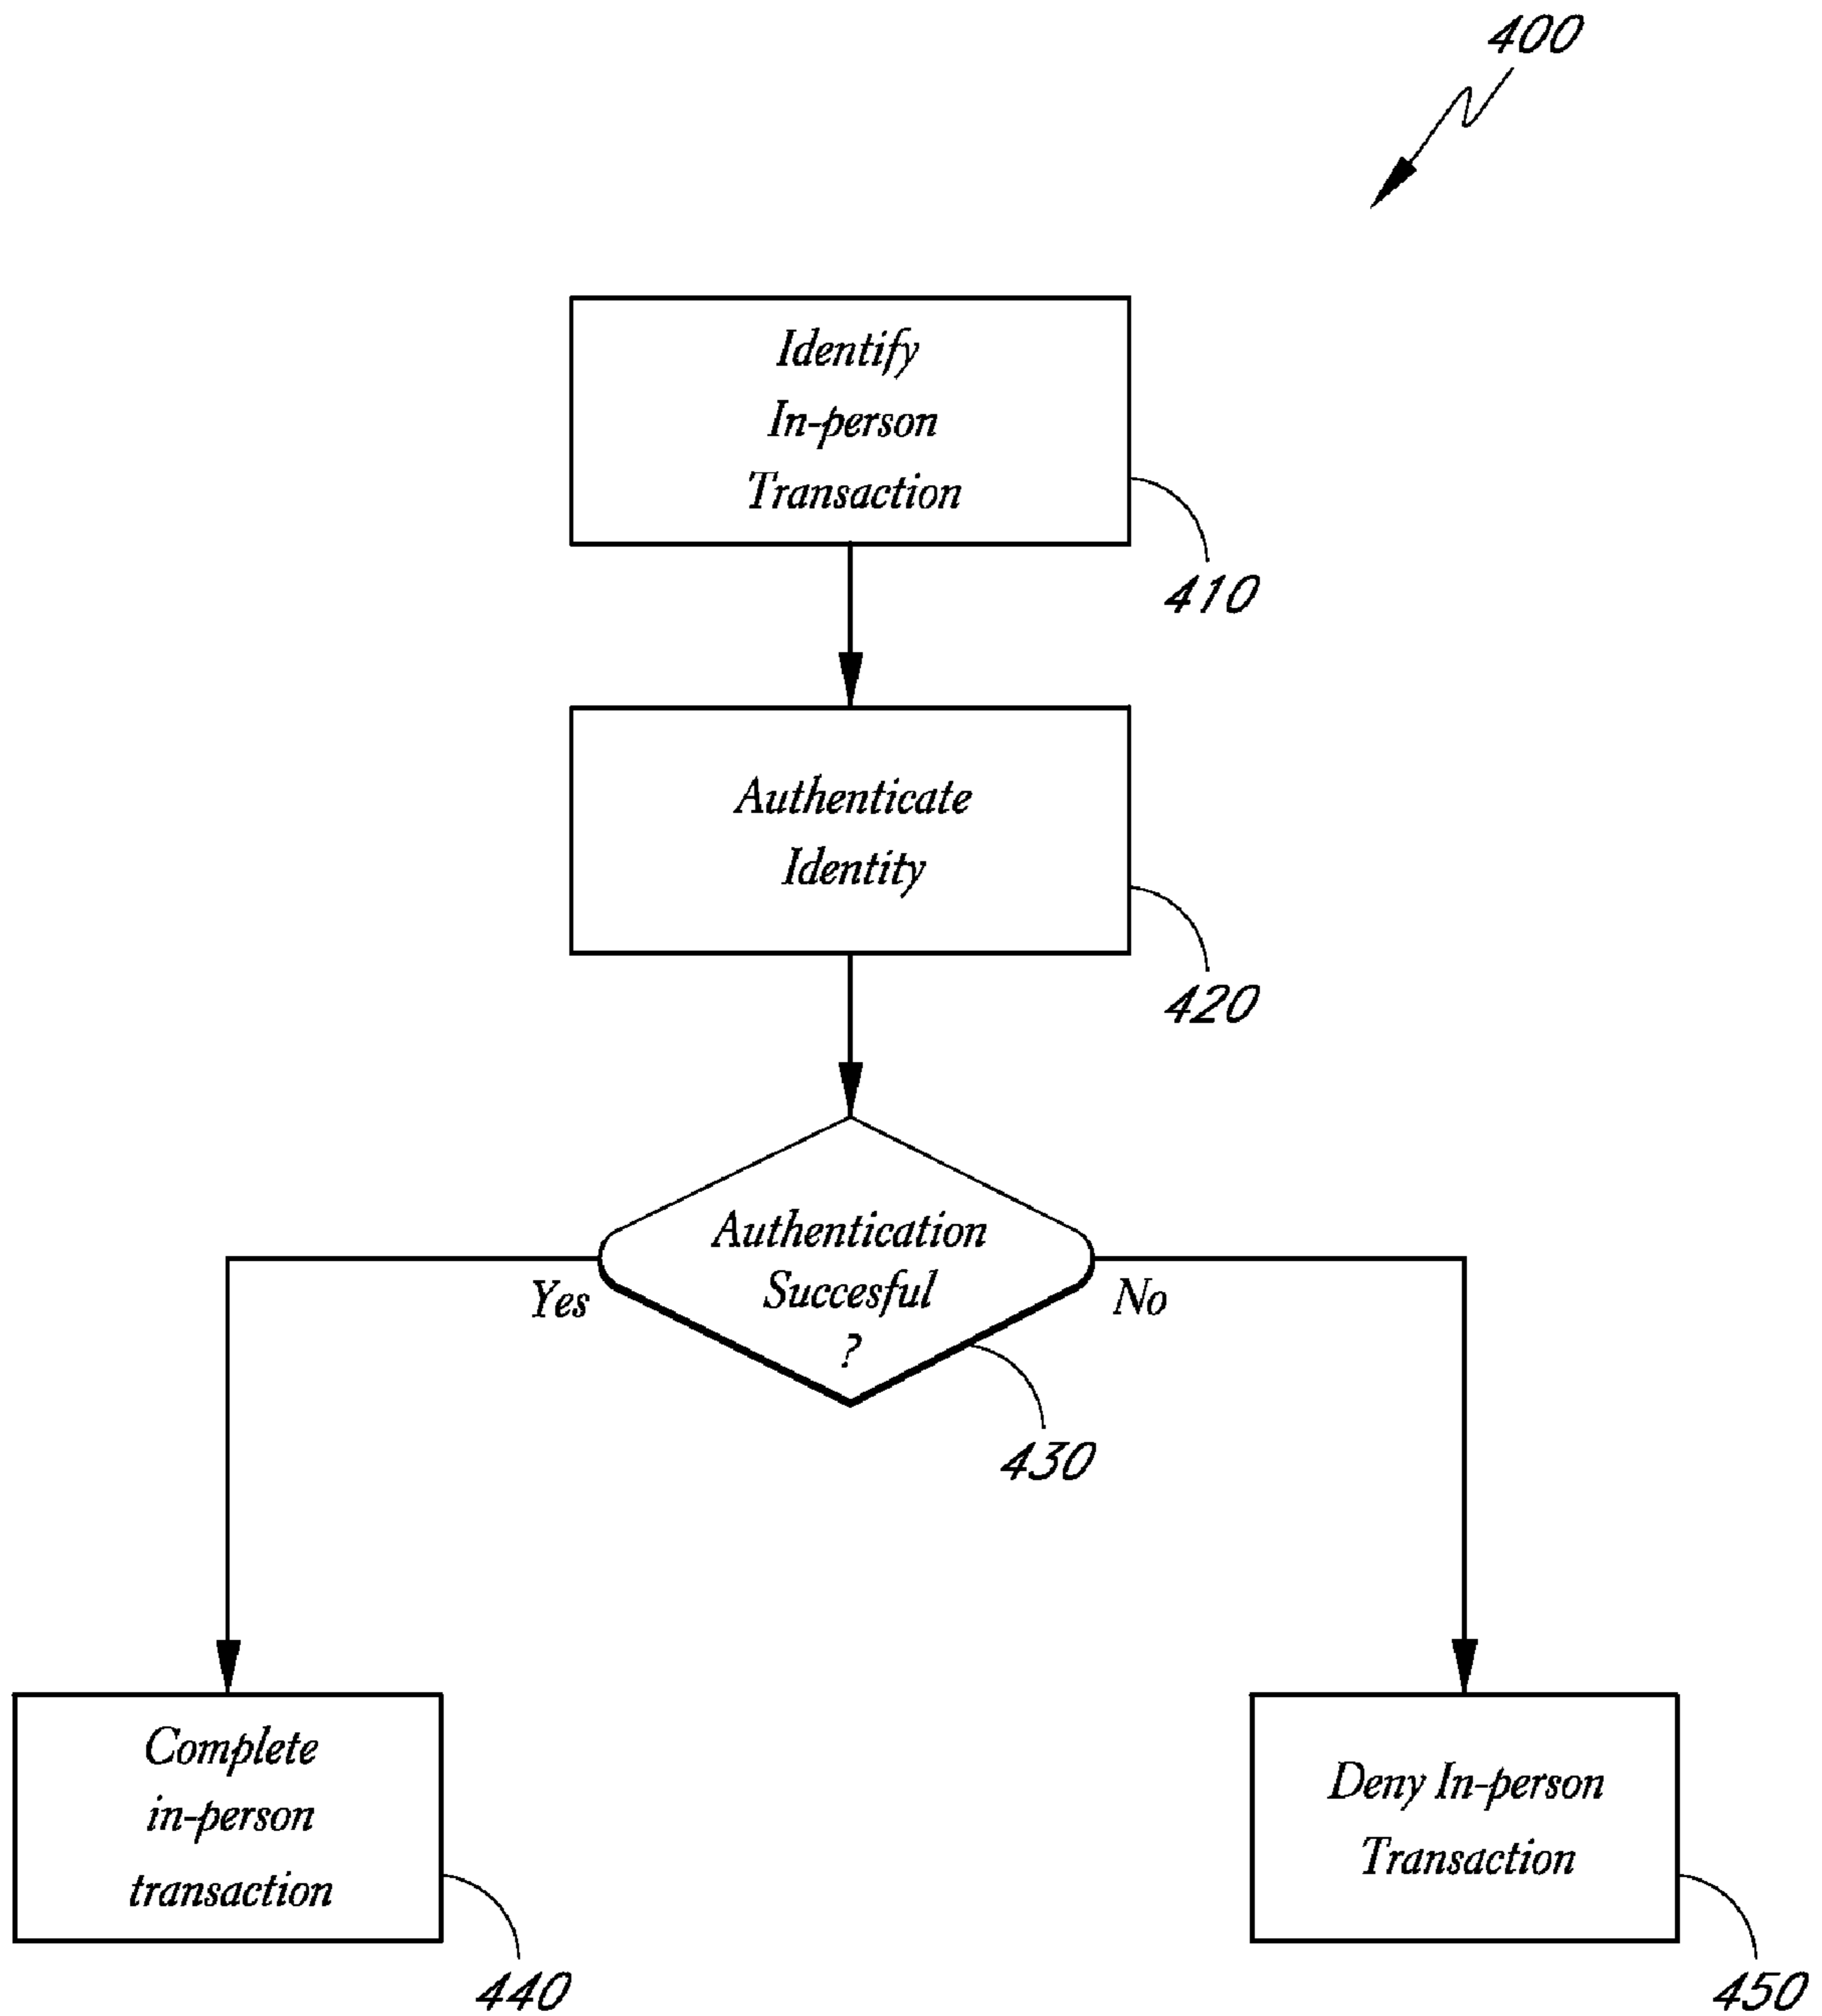 400
Identify
In-person
Transaction
410
Authenticate
Identity
420
Authentication
Succesful
?
Yes
No
430
Complete
in-person
transaction
440
Deny In-person
Transaction
450